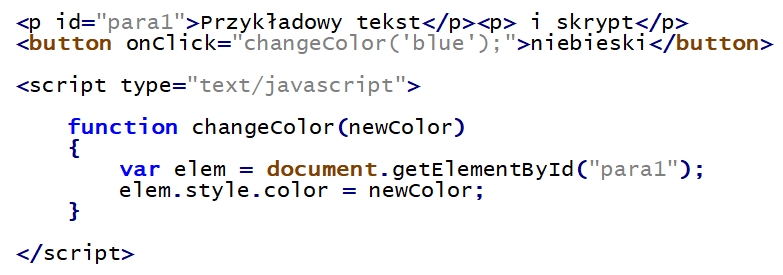 <p id="para1">Przykładowy tekst</p><p> i skrypt</p>
<button onClick="changeColor('blue');">niebieski</button>
<script type="text/javascript">
function changeColor(newColor)
{
var elem = document.getElementById("para1");
elem.style.color = newColor;
}
</script>